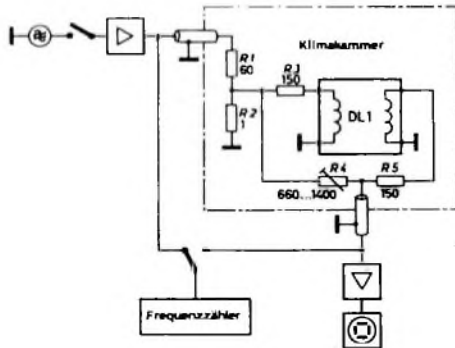 Klimakammer
R1
60
R3
150
R2
1
DL1
R4
R5
660...1400
150
Frequenzzähler